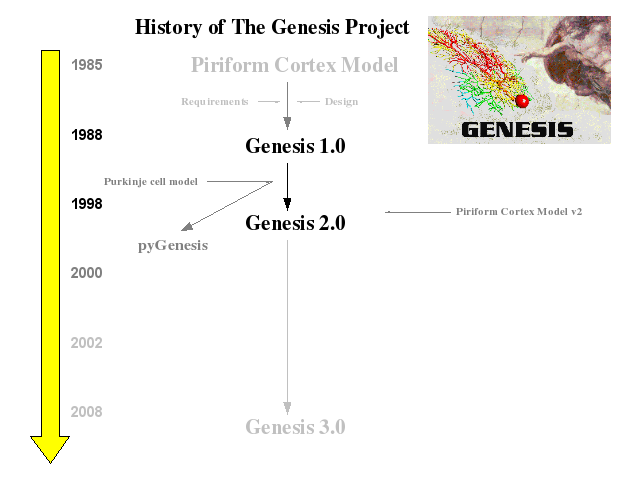 History of The Genesis Project
1985
Piriform Cortex Model
Requirements
Design
GENESIS
1988
Genesis 1.0
Purkinje cell model
1998
Genesis 2.0
Piriform Cortex Model v2
pyGenesis
2000
2002
2008
Genesis 3.0